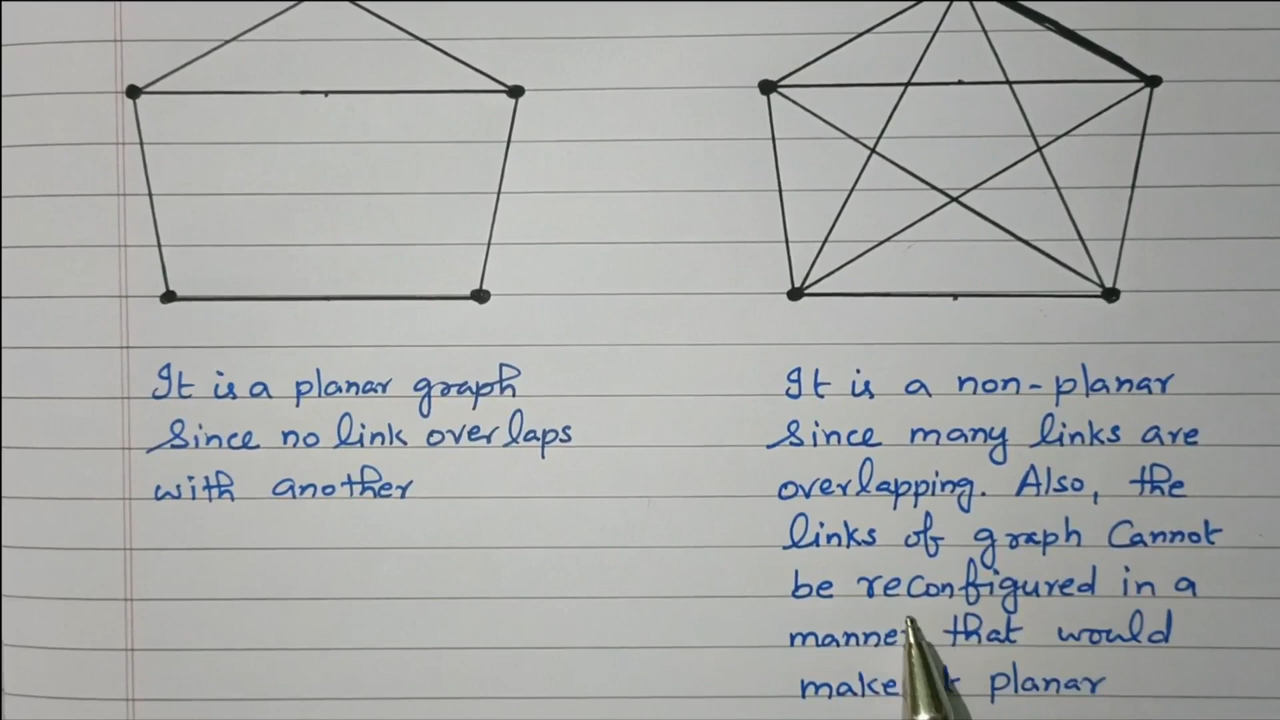 It is a planar graph
Since no link overlaps
with another
It is a non-planar
Since many links are
overlapping. Also, the
links of graph Cannot
be reconfigured in a
manner that would
make planar